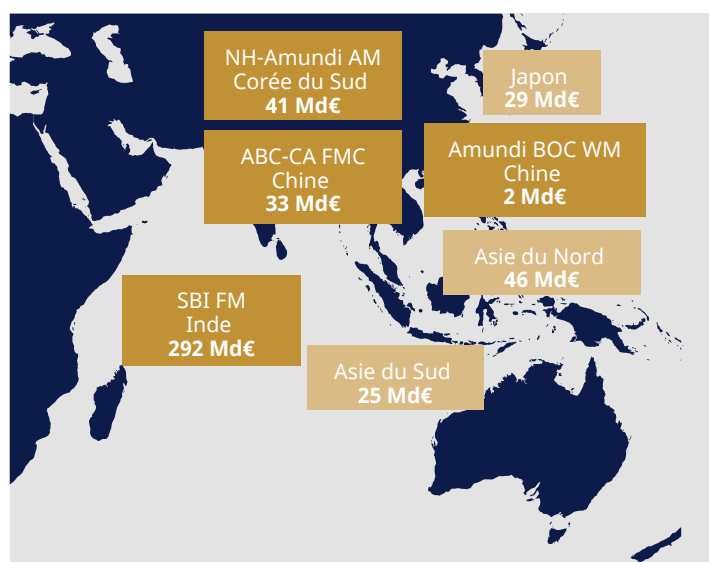 NH-Amundi AM
Corée du Sud
41 Md€
Japon
29 Md€
ABC-CA FMC
Chine
33 Md€
Amundi BOC WM
Chine
2 Md€
Asie du Nord
46 Md€
SBI FM
Inde
292 Md€
Asie du Sud
25 Md€